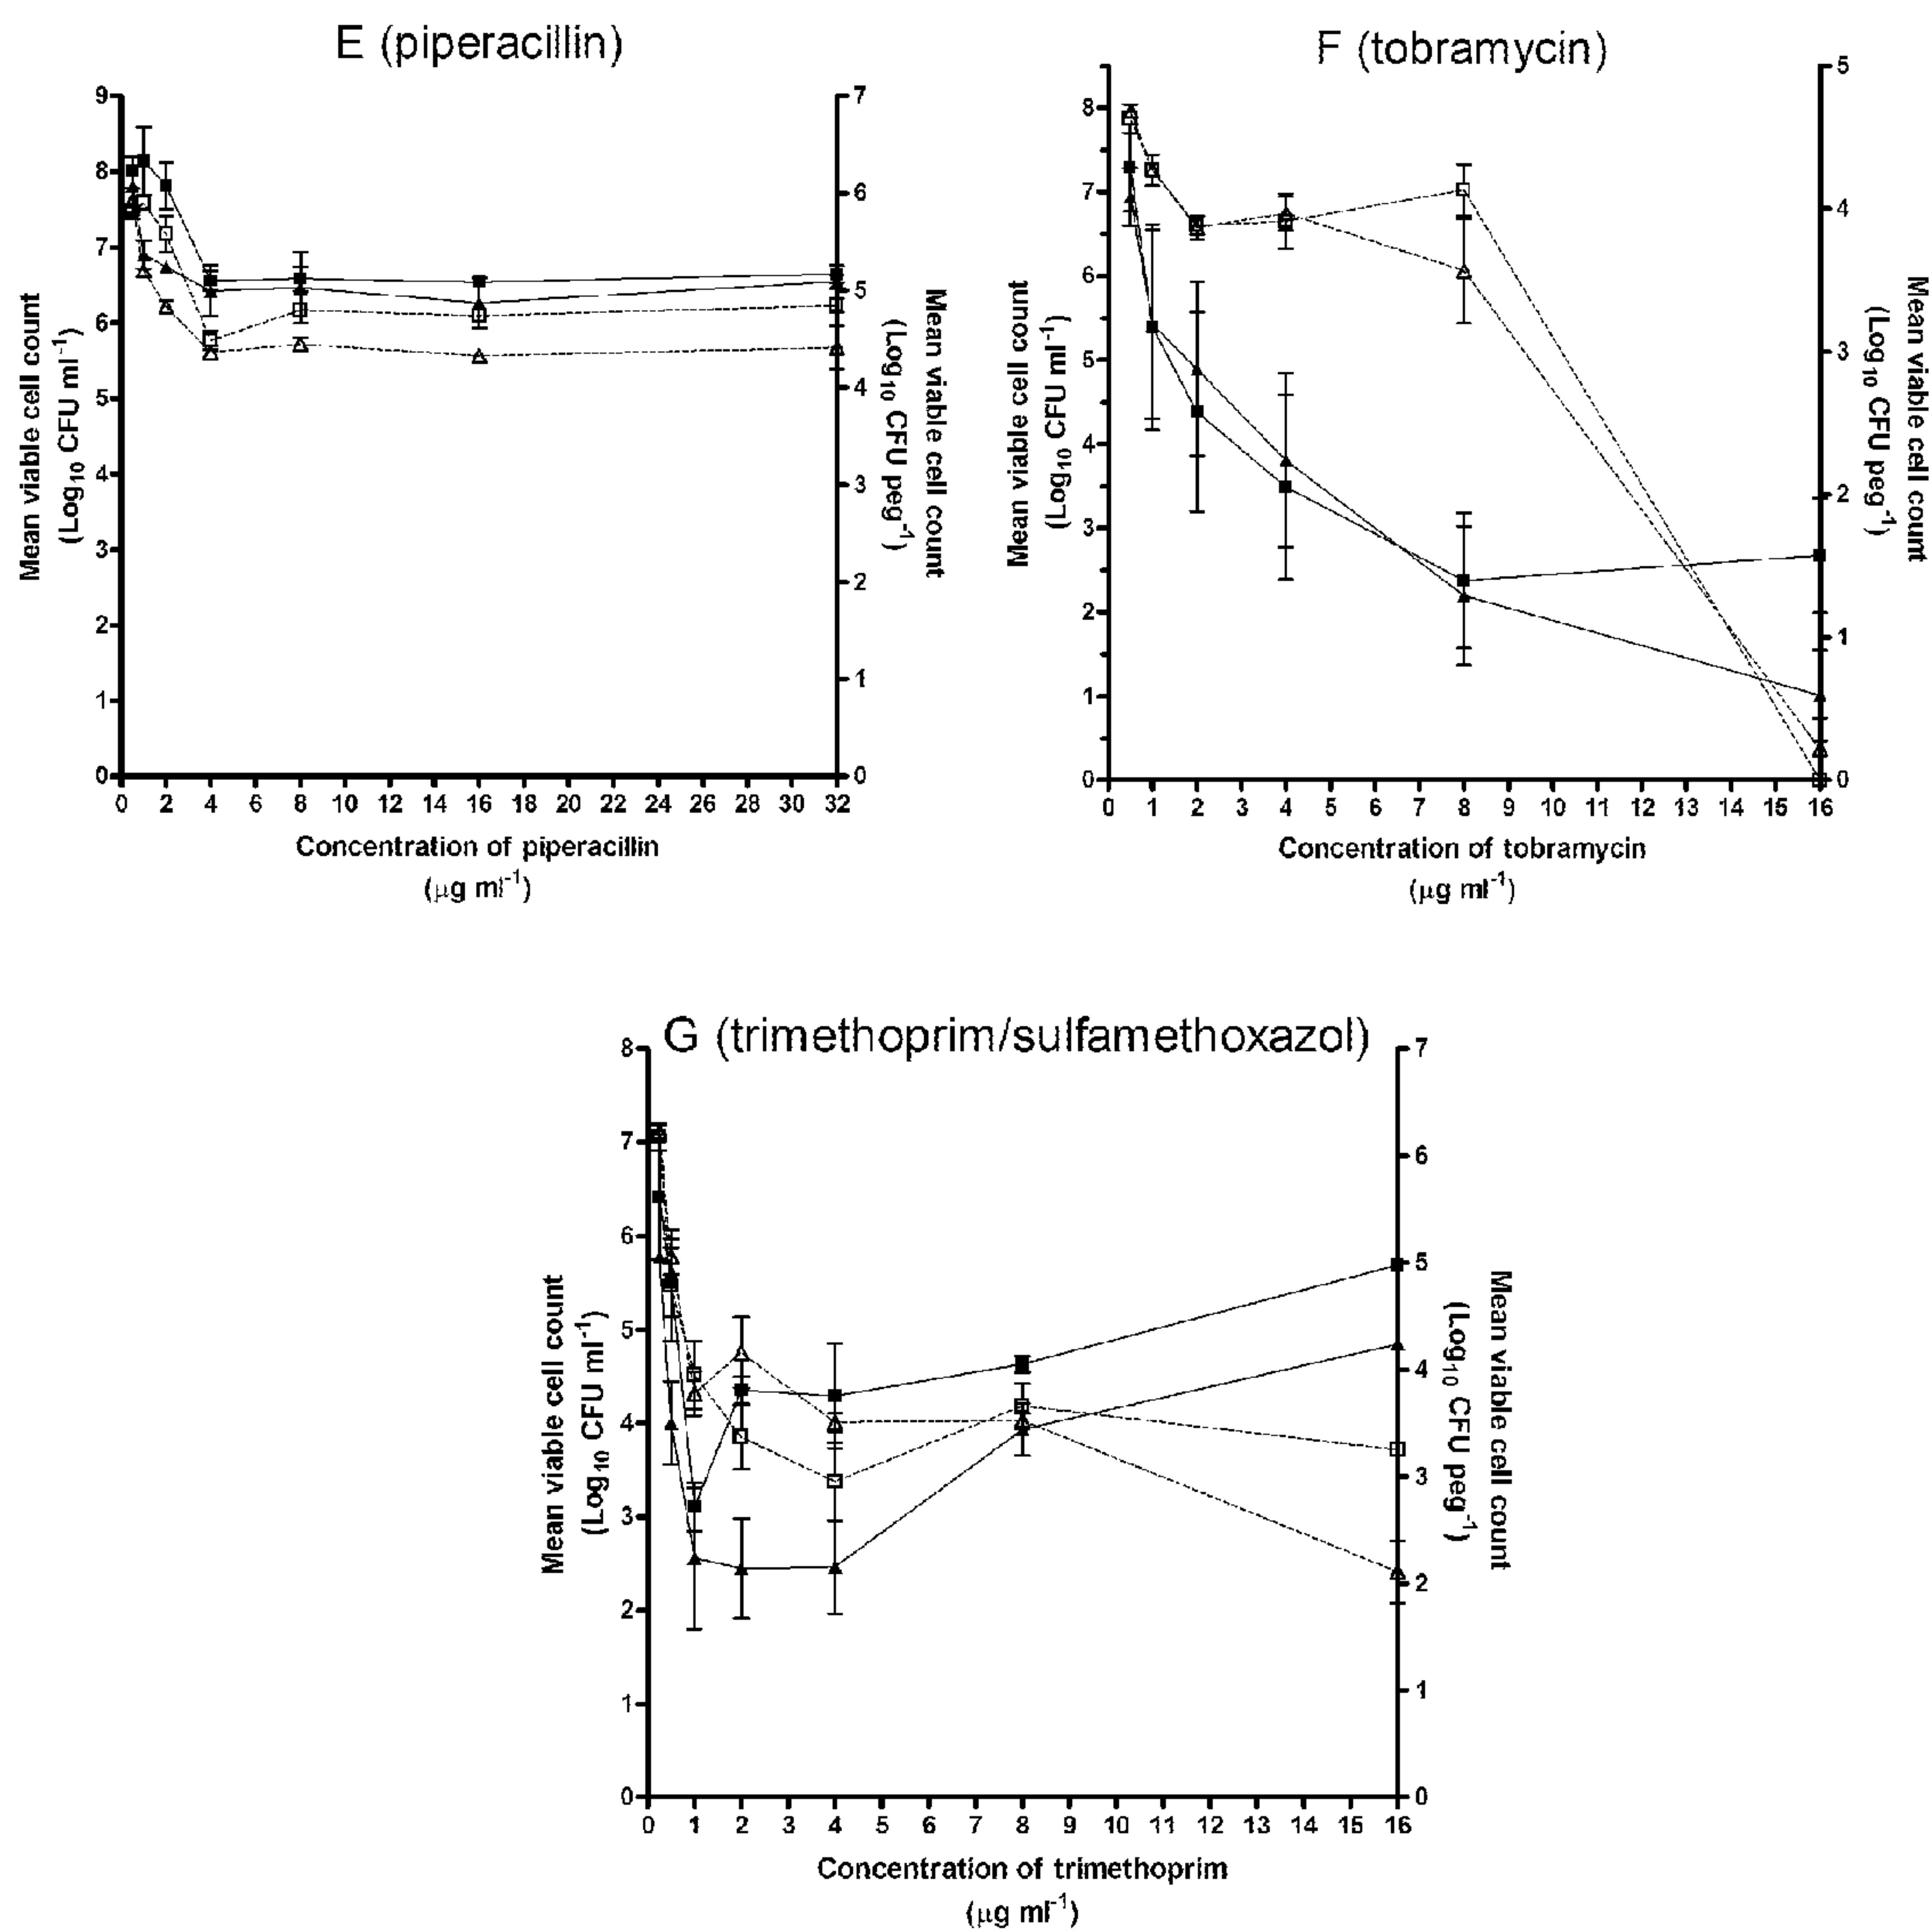 E (piperacillin)
9
8
7
6
5
4
3
2
1
0
7
6
5
4
3
2
1
0
0 2 4 6 8 10 12 14 16 18 20 22 24 26 28 30 32
Mean viable cell count
(Log10 CFU ml-1)
Mean viable cell count
(Log10 CFU peg-1)
Concentration of piperacillin
(μg ml-1)
F (tobramycin)
8
7
6
5
4
3
2
1
0
5
4
3
2
1
0
0 1 2 3 4 5 6 7 8 9 10 11 12 13 14 15 16
Mean viable cell count
(Log10 CFU ml-1)
Mean viable cell count
(Log10 CFU peg-1)
Concentration of tobramycin
(μg ml-1)
G (trimethoprim/sulfamethoxazol)
8
7
6
5
4
3
2
1
0
7
6
5
4
3
2
1
0
0 1 2 3 4 5 6 7 8 9 10 11 12 13 14 15 16
Mean viable cell count
(Log10 CFU ml-1)
Mean viable cell count
(Log10 CFU peg-1)
Concentration of trimethoprim
(μg ml-1)